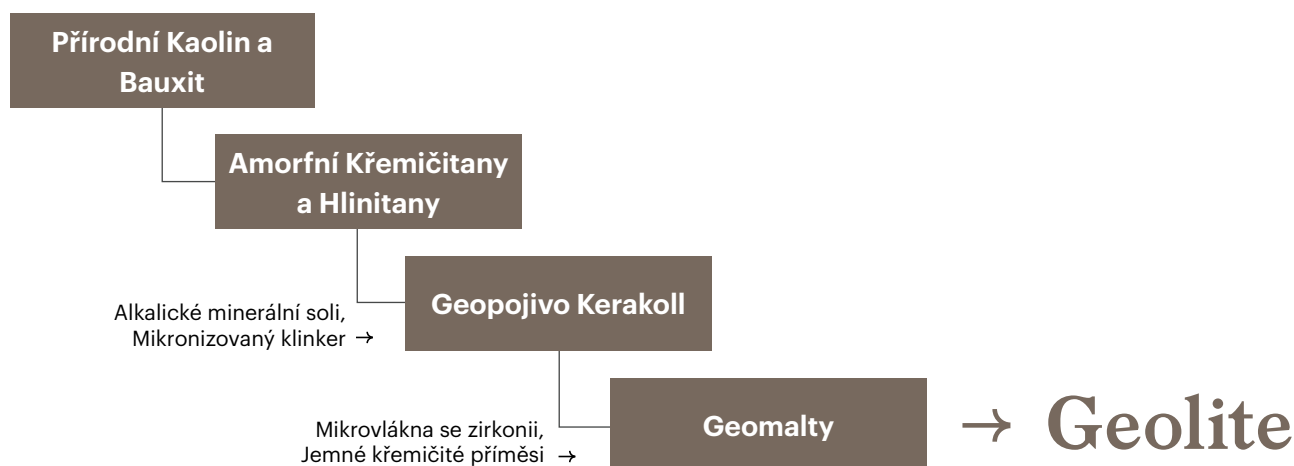 Přírodní Kaolin a
Bauxit
Amorfní Křemičitany
a Hlinitany
Alkalické minerální soli,
Mikronizovaný klinker →
Geopojivo Kerakoll
Mikrovlákna se zirkonii,
Jemné křemičité příměsi →
Geomalty
→ Geolite